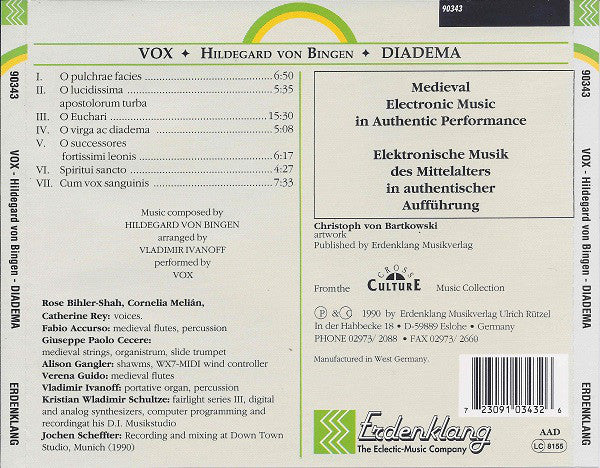 90343
VOX ✦ HILDEGARD VON BINGEN ✦ DIADEMA
I. O pulchrae facies 6:50
II. O lucidissima 5:35
apostolorum turba
III. O Euchari 15:30
IV. O virga ac diadema 5:08
V. O successores
fortissimi leonis 6:17
VI. Spiritui sancto 4:27
VII. Cum vox sanguinis 7:33
Music composed by
HILDEGARD VON BINGEN
arranged by
VLADIMIR IVANOFF
performed by
VOX
Rose Bihler-Shah, Cornelia Melián,
Catherine Rey: voices.
Fabio Accurso: medieval flutes, percussion
Giuseppe Paolo Cecere:
medieval strings, organistrum, slide trumpet
Alison Gangler: shawms, WX7-MIDI wind controller
Verena Guido: medieval flutes
Vladimir Ivanoff: portative organ, percussion
Kristian Wladimir Schultze: fairlight series III, digital
and analog synthesizers, computer programming and
recordingat his D.I. Musikstudio
Jochen Scheffter: Recording and mixing at Down Town
Studio, Munich (1990)
Medieval
Electronic Music
in Authentic Performance
Elektronische Musik
des Mittelalters
in authentischer
Aufführung
Christoph von Bartkowski
artwork
Published by Erdenklang Musikverlag
From the CROSS CULTURE Music Collection
Ⓟ & © 1990 by Erdenklang Musikverlag Ulrich Rützel
In der Habbecke 18 • D-59889 Eslohe • Germany
PHONE 02973/ 2088 • FAX 02973/ 2660
Manufactured in West Germany.
Erdenklang
The Eclectic-Music Company
7 23091 03432 6
AAD
LC 8155
90343 VOX - Hildegard von Bingen - DIADEMA ERDENKLANG
90343 VOX - Hildegard von Bingen - DIADEMA ERDENKLANG